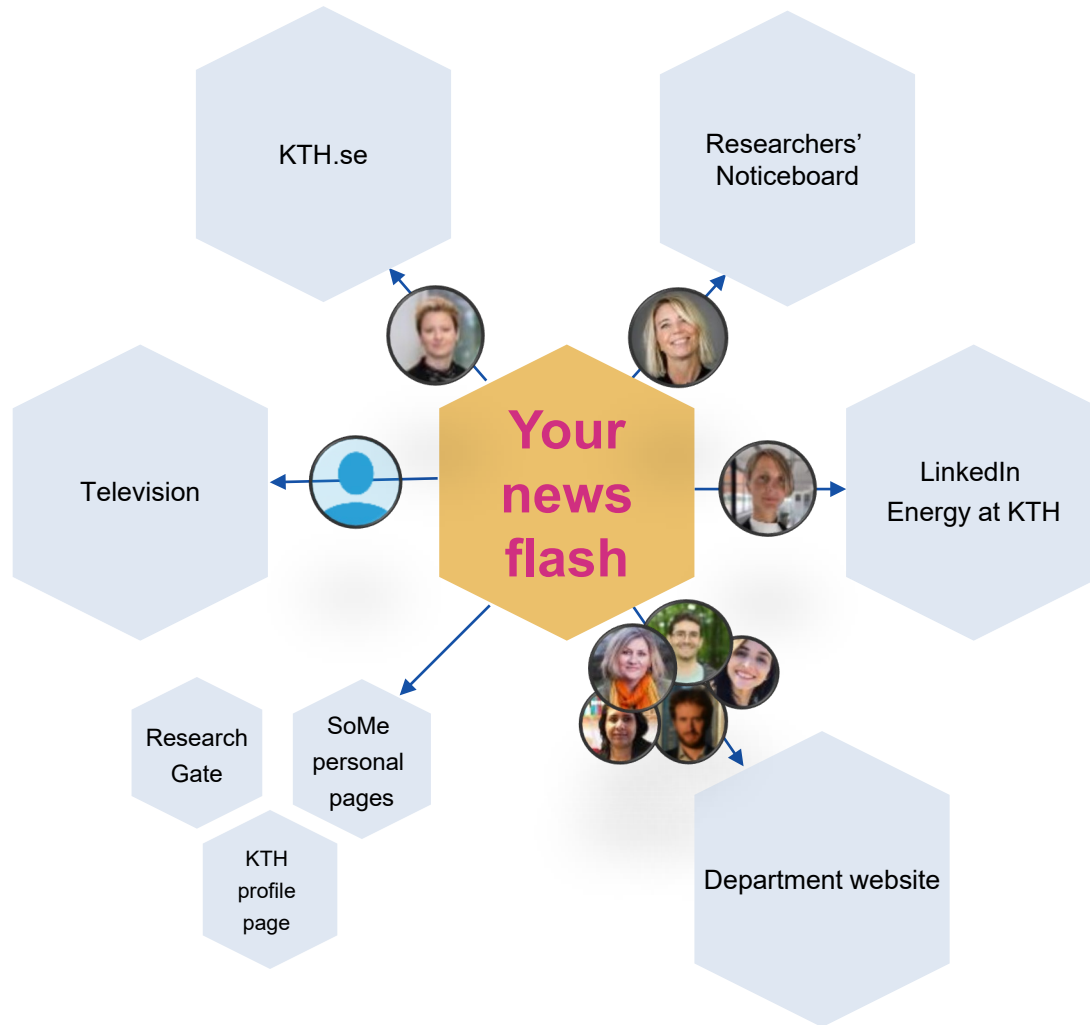 KTH.se
Researchers’
Noticeboard
Your
news
flash
Television
LinkedIn
Energy at KTH
Research
Gate
SoMe
personal
pages
KTH
profile
page
Department website